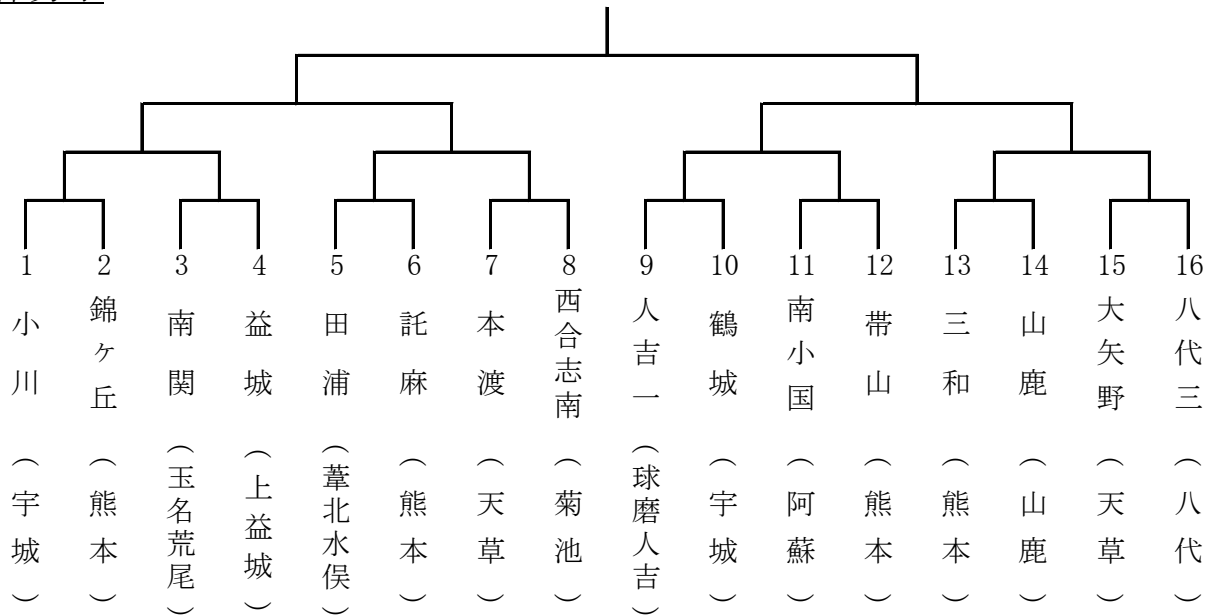 1
2
3
4
5
6
7
8
9
10
11
12
13
14
15
16
小川（宇城）
錦ヶ丘（熊本）
南関（玉名荒尾）
益城（上益城）
田浦（葦北水俣）
託麻（熊本）
本渡（天草）
西合志南（菊池）
人吉一（球磨人吉）
鶴城（宇城）
南小国（阿蘇）
帯山（熊本）
三和（熊本）
山鹿（山鹿）
大矢野（天草）
八代三（八代）